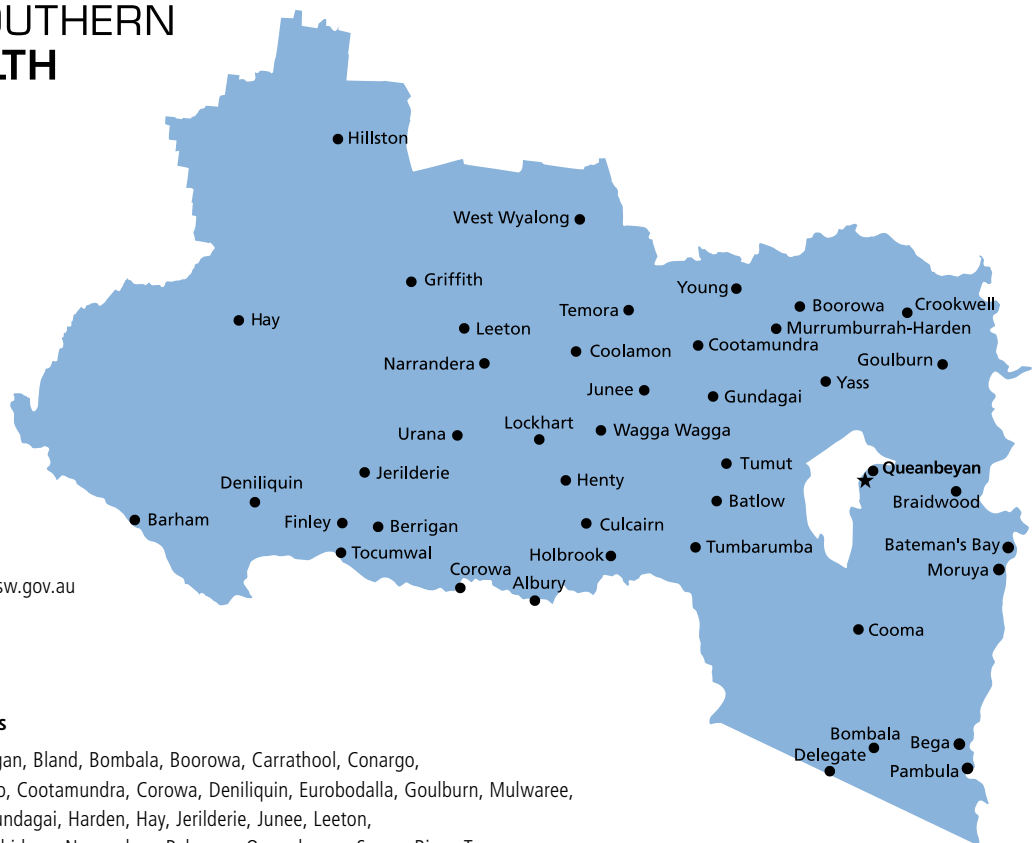 OUTHERN
LTH
Hillston
West Wyalong
Griffith
Young
Boorowa
Crookwell
Hay
Temora
Leeton
Murrumburrah-Harden
Coolamon
Cootamundra
Narrandera
Goulburn
Junee
Yass
Gundagai
Lockhart
Urana
Wagga Wagga
Jerilderie
Tumut
Queanbeyan
Deniliquin
Henty
Batlow
Braidwood
Barham
Finley
Berrigan
Culcairn
Tocumwal
Holbrook
Tumbarumba
Bateman's Bay
Corowa
Albury
Moruya
sw.gov.au
Cooma
s
Bombala
Bega
Delegate
Pambula
gan, Bland, Bombala, Boorowa, Carrathool, Conargo,
o, Cootamundra, Corowa, Deniliquin, Eurobodalla, Goulburn, Mulwaree,
undagai, Harden, Hay, Jerilderie, Junee, Leeton,